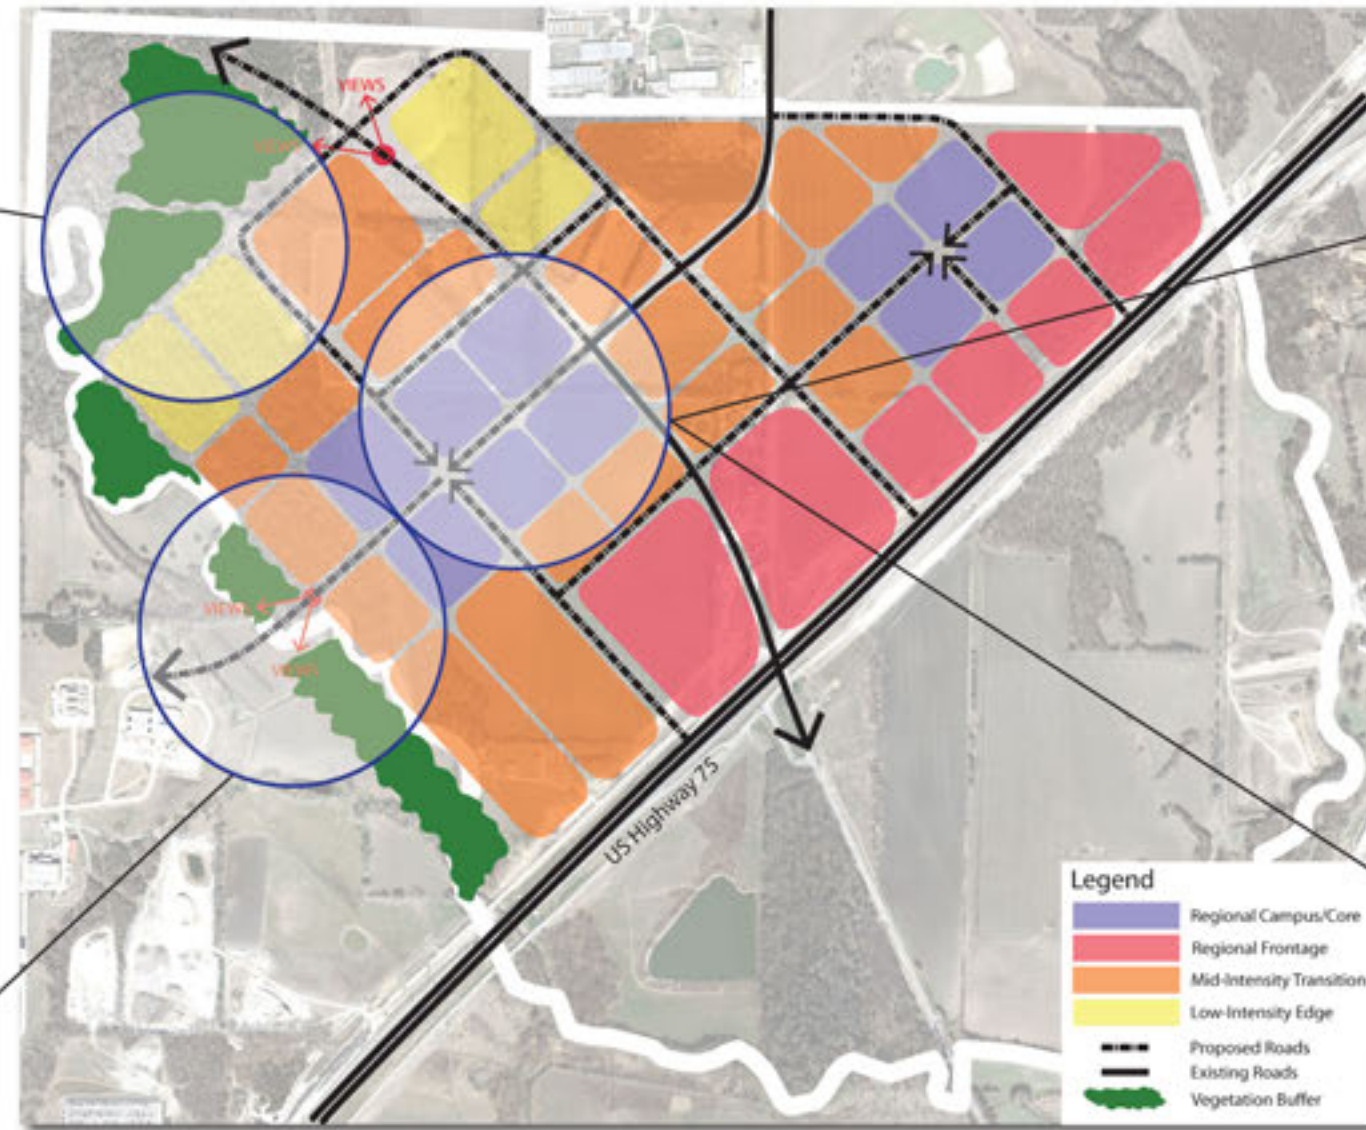 VIEWS
VIEWS
VIEWS
VIEWS
US Highway 75
Legend
Regional Campus/Core
Regional Frontage
Mid-Intensity Transition
Low-Intensity Edge
Proposed Roads
Existing Roads
Vegetation Buffer